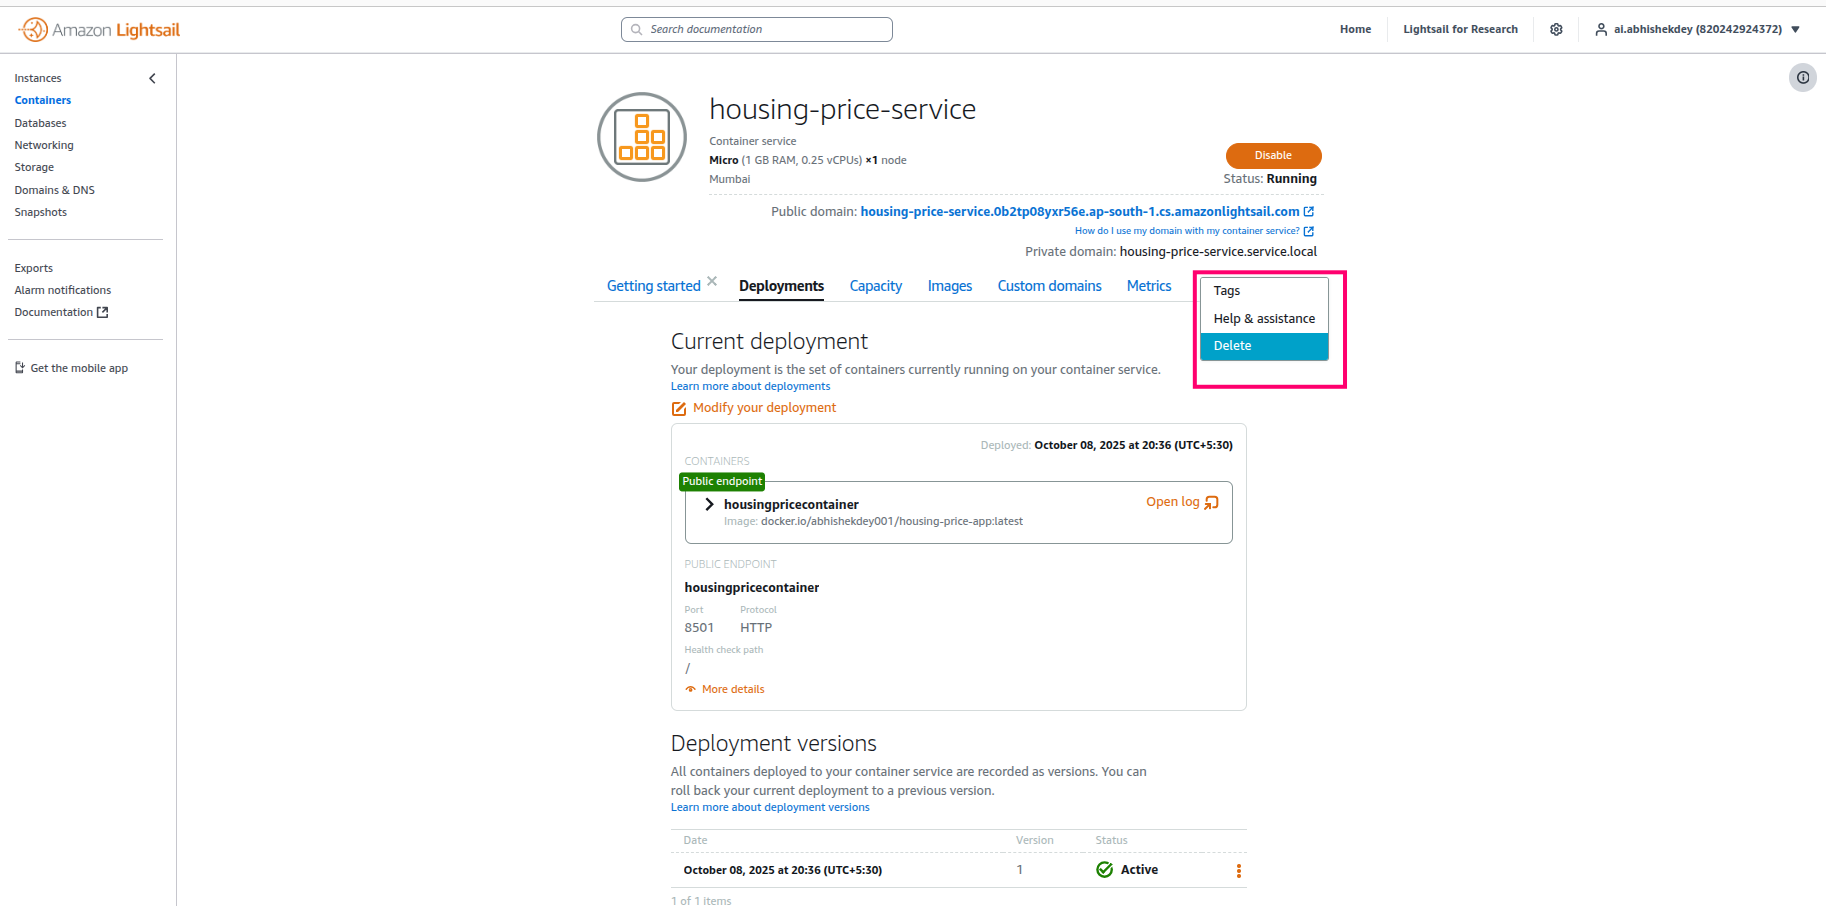 Amazon Lightsail
Search documentation
Home
Lightsail for Research
ai.abhishekdey (820242924372)
Instances
Containers
Databases
Networking
Storage
Domains & DNS
Snapshots
Exports
Alarm notifications
Documentation
Get the mobile app
housing-price-service
Container service
Micro (1 GB RAM, 0.25 vCPUs) ×1 node
Mumbai
Disable
Status: Running
Public domain: housing-price-service.0b2tp08yxr56e.ap-south-1.cs.amazonlightsail.com
How do I use my domain with my container service?
Private domain: housing-price-service.service.local
Getting started
Deployments
Capacity
Images
Custom domains
Metrics
Tags
Help & assistance
Delete
Current deployment
Your deployment is the set of containers currently running on your container service.
Learn more about deployments
Modify your deployment
Deployed: October 08, 2025 at 20:36 (UTC+5:30)
CONTAINERS
Public endpoint
housingpricecontainer
Open log
Image: docker.io/abhishekdey001/housing-price-app:latest
PUBLIC ENDPOINT
housingpricecontainer
Port Protocol
8501 HTTP
Health check path
/
More details
Deployment versions
All containers deployed to your container service are recorded as versions. You can
roll back your current deployment to a previous version.
Learn more about deployment versions
Date Version Status
October 08, 2025 at 20:36 (UTC+5:30) 1 Active
1 of 1 items